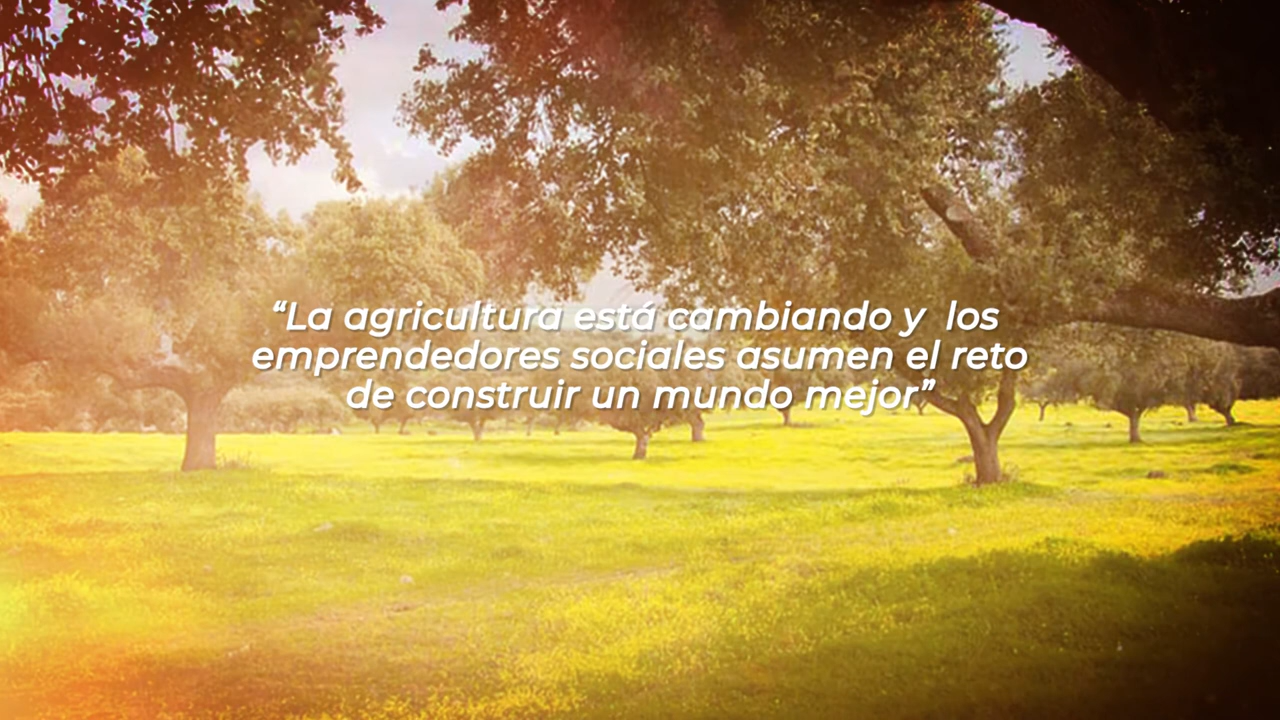 “La agricultura está cambiando y  los
emprendedores sociales asumen el reto
de construir un mundo mejor”